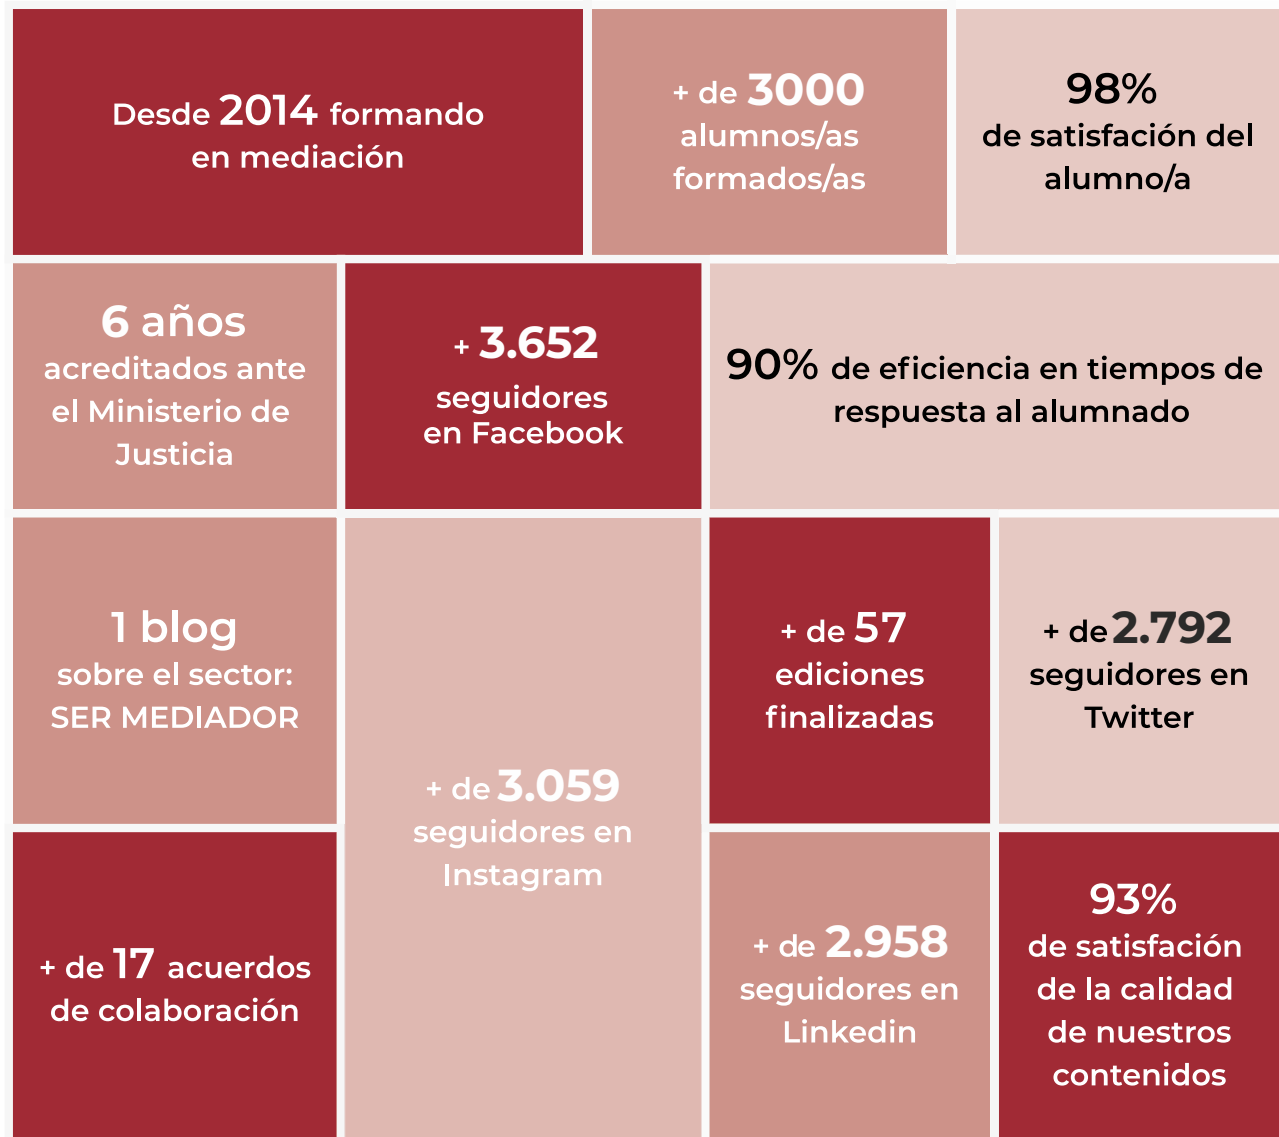 Desde 2014 formando
en mediación
+ de 3000
alumnos/as
formados/as
98%
de satisfación del
alumno/a
6 años
acreditados ante
el Ministerio de
Justicia
+ 3.652
seguidores
en Facebook
90% de eficiencia en tiempos de
respuesta al alumnado
1 blog
sobre el sector:
SER MEDIADOR
+ de 3.059
seguidores en
Instagram
+ de 57
ediciones
finalizadas
+ de 2.792
seguidores en
Twitter
+ de 17 acuerdos
de colaboración
+ de 2.958
seguidores en
Linkedin
93%
de satisfación
de la calidad
de nuestros
contenidos